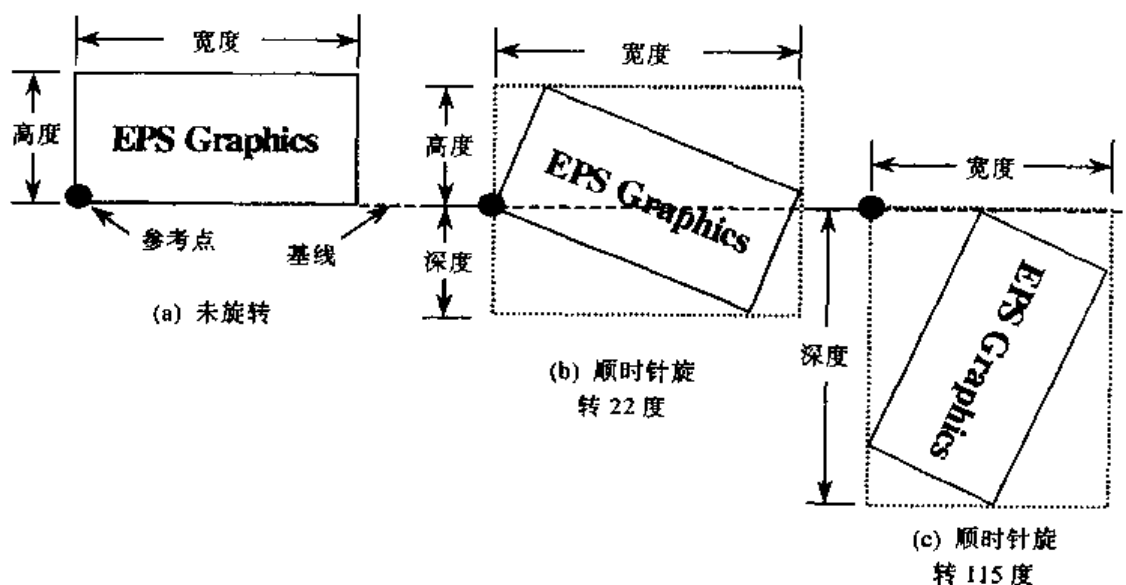 宽度
高度
EPS Graphics
参考点
基线
(a) 未旋转
宽度
高度
EPS Graphics
深度
(b) 顺时针旋
转 22 度
宽度
深度
EPS Graphics
(c) 顺时针旋
转 115 度